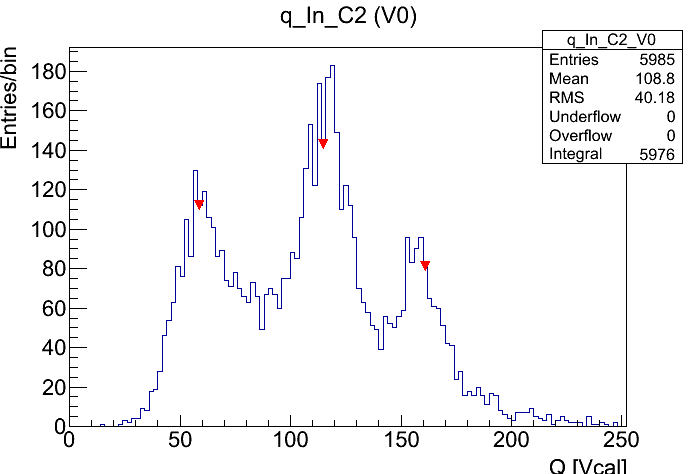 q_In_C2 (V0)
q_In_C2_V0
Entries 5985
Mean 108.8
RMS 40.18
Underflow 0
Overflow 0
Integral 5976
Entries/bin
180
160
140
120
100
80
60
40
20
0
0 50 100 150 200 250
Q [Vcal]